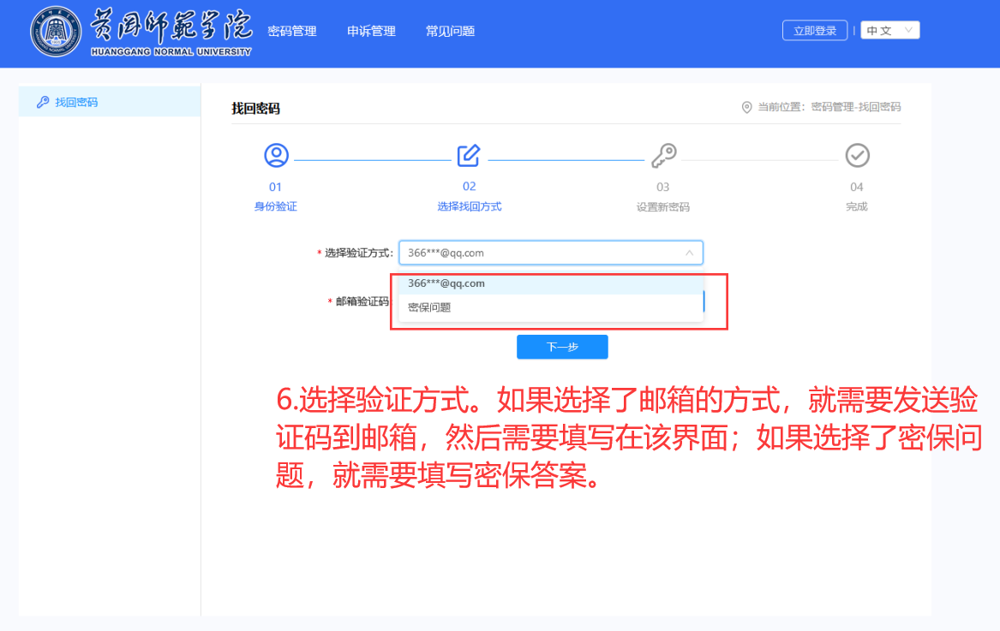 黄冈师范学院
HUANGGANG NORMAL UNIVERSITY
密码管理 申诉管理 常见问题
立即登录 | 中文
找回密码
找回密码
当前位置：密码管理-找回密码
01 02 03 04
身份验证 选择找回方式 设置新密码 完成
* 选择验证方式: 366***@qq.com
366***@qq.com
* 邮箱验证码
密保问题
下一步
6.选择验证方式。如果选择了邮箱的方式，就需要发送验
证码到邮箱，然后需要填写在该界面；如果选择了密保问
题，就需要填写密保答案。